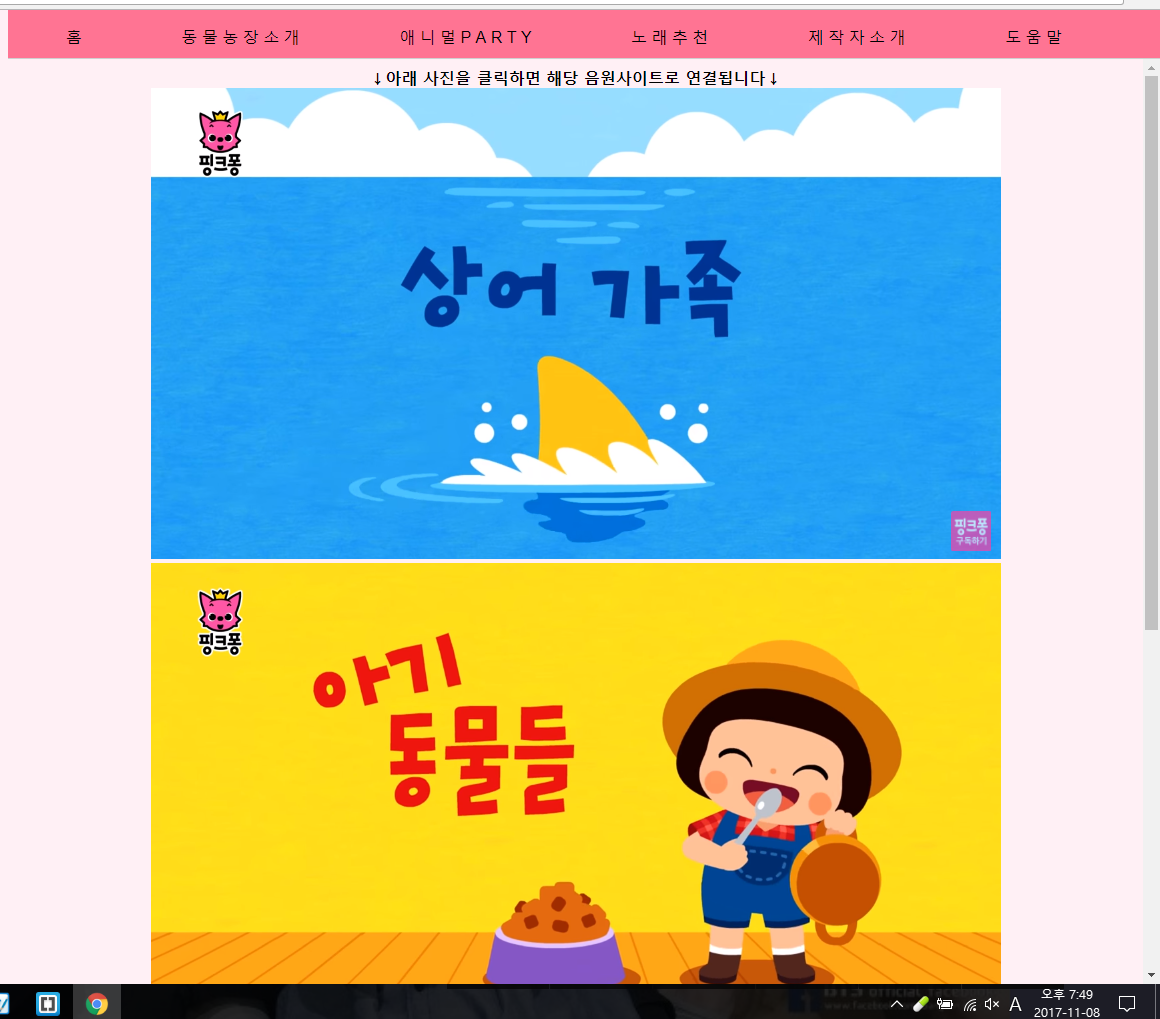 홈 동물농장소개 애니멀PARTY 노래추천 제작자소개 도움말
↓아래 사진을 클릭하면 해당 음원사이트로 연결됩니다↓
핑크퐁
상어 가족
핑크퐁
구독하기
핑크퐁
아기
동물들
A
오후 7:49
2017-11-08